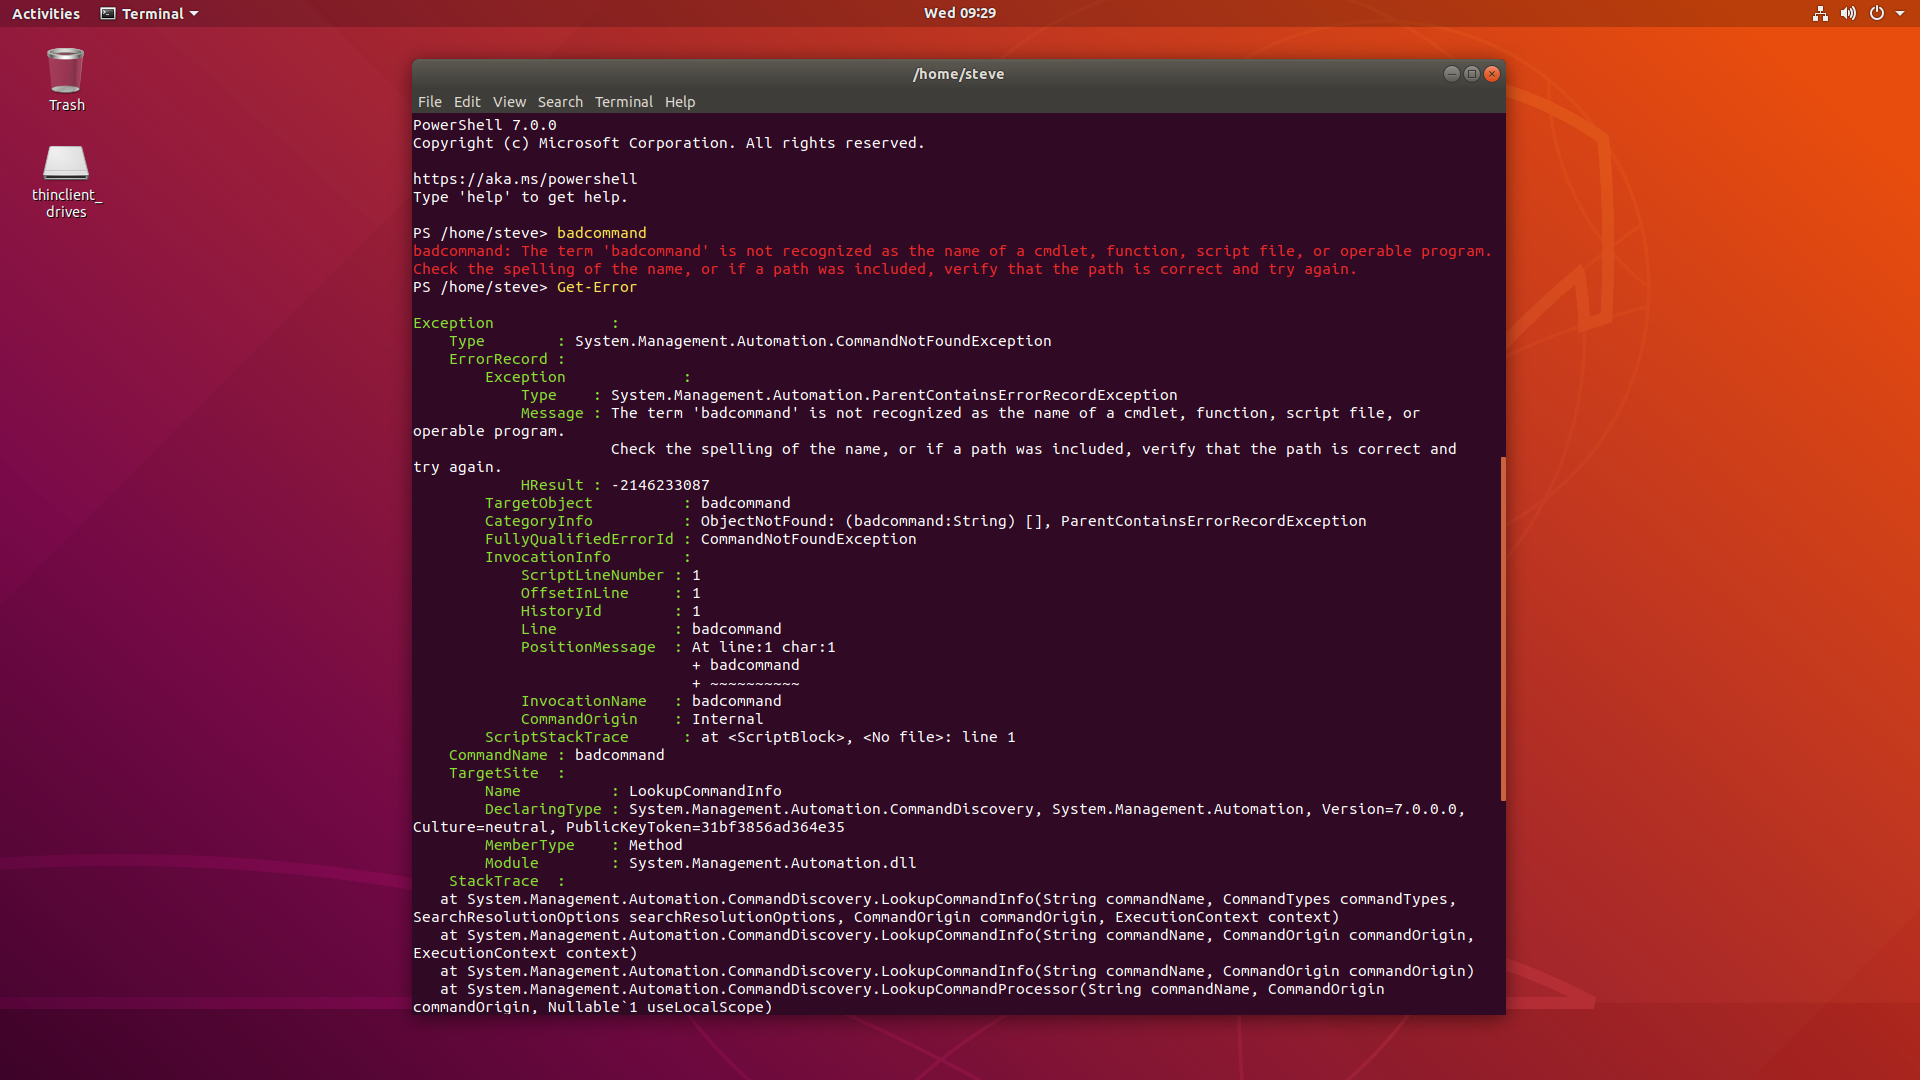 Activities Terminal Wed 09:29
Trash
thinclient_
drives
/home/steve
File Edit View Search Terminal Help
PowerShell 7.0.0
Copyright (c) Microsoft Corporation. All rights reserved.
https://aka.ms/powershell
Type 'help' to get help.
PS /home/steve> badcommand
badcommand: The term 'badcommand' is not recognized as the name of a cmdlet, function, script file, or operable program.
Check the spelling of the name, or if a path was included, verify that the path is correct and try again.
PS /home/steve> Get-Error
Exception             :
    Type        : System.Management.Automation.CommandNotFoundException
    ErrorRecord :
        Exception             :
            Type    : System.Management.Automation.ParentContainsErrorRecordException
            Message : The term 'badcommand' is not recognized as the name of a cmdlet, function, script file, or
operable program.
                      Check the spelling of the name, or if a path was included, verify that the path is correct and
try again.
            HResult : -2146233087
        TargetObject          : badcommand
        CategoryInfo          : ObjectNotFound: (badcommand:String) [], ParentContainsErrorRecordException
        FullyQualifiedErrorId : CommandNotFoundException
        InvocationInfo        :
            ScriptLineNumber : 1
            OffsetInLine     : 1
            HistoryId        : 1
            Line             : badcommand
            PositionMessage  : At line:1 char:1
                               + badcommand
                               + ~~~~~~~~~~
            InvocationName   : badcommand
            CommandOrigin    : Internal
        ScriptStackTrace      : at <ScriptBlock>, <No file>: line 1
    CommandName : badcommand
    TargetSite  :
        Name          : LookupCommandInfo
        DeclaringType : System.Management.Automation.CommandDiscovery, System.Management.Automation, Version=7.0.0.0,
Culture=neutral, PublicKeyToken=31bf3856ad364e35
        MemberType    : Method
        Module        : System.Management.Automation.dll
    StackTrace  :
   at System.Management.Automation.CommandDiscovery.LookupCommandInfo(String commandName, CommandTypes commandTypes,
SearchResolutionOptions searchResolutionOptions, CommandOrigin commandOrigin, ExecutionContext context)
   at System.Management.Automation.CommandDiscovery.LookupCommandInfo(String commandName, CommandOrigin commandOrigin,
ExecutionContext context)
   at System.Management.Automation.CommandDiscovery.LookupCommandInfo(String commandName, CommandOrigin commandOrigin)
   at System.Management.Automation.CommandDiscovery.LookupCommandProcessor(String commandName, CommandOrigin
commandOrigin, Nullable`1 useLocalScope)